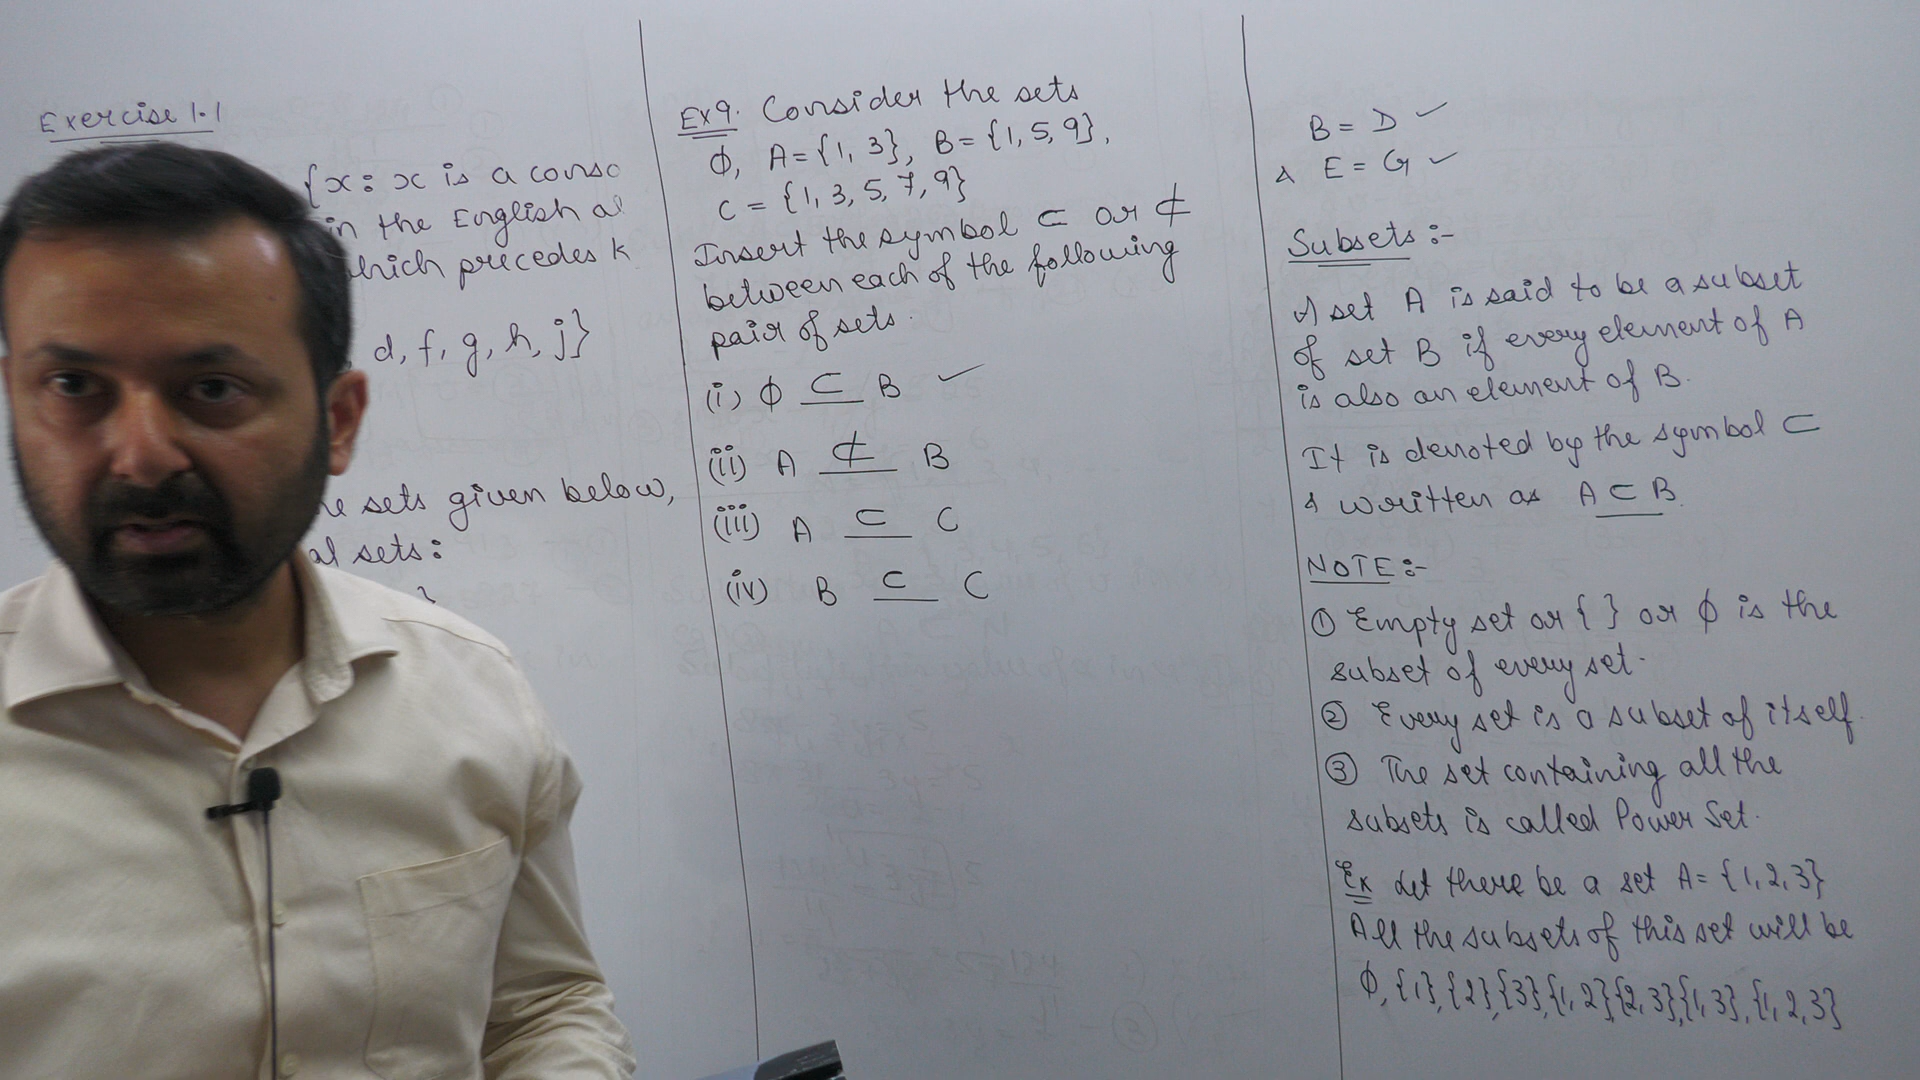 Exercise 1.1
{x : x is a conso
in the English al
which precedes k
d, f, g, h, j}
sets given below,
al sets :
}
Ex 9. Consider the sets
ϕ, A = {1, 3}, B = {1, 5, 9},
C = {1, 3, 5, 7, 9}
Insert the symbol ⊂ or ⊄
between each of the following
pair of sets.
(i) ϕ ⊂ B ✓
(ii) A ⊄ B
(iii) A ⊂ C
(iv) B ⊂ C
B = D ✓
& E = G ✓
Subsets :-
A set A is said to be a subset
of set B if every element of A
is also an element of B.
It is denoted by the symbol ⊂
& written as A ⊂ B.
NOTE :-
① Empty set or { } or ϕ is the
subset of every set.
② Every set is a subset of itself.
③ The set containing all the
subsets is called Power Set.
Ex Let there be a set A = {1, 2, 3}
All the subsets of this set will be
ϕ, {1}, {2}, {3}, {1, 2}, {2, 3}, {1, 3}, {1, 2, 3}